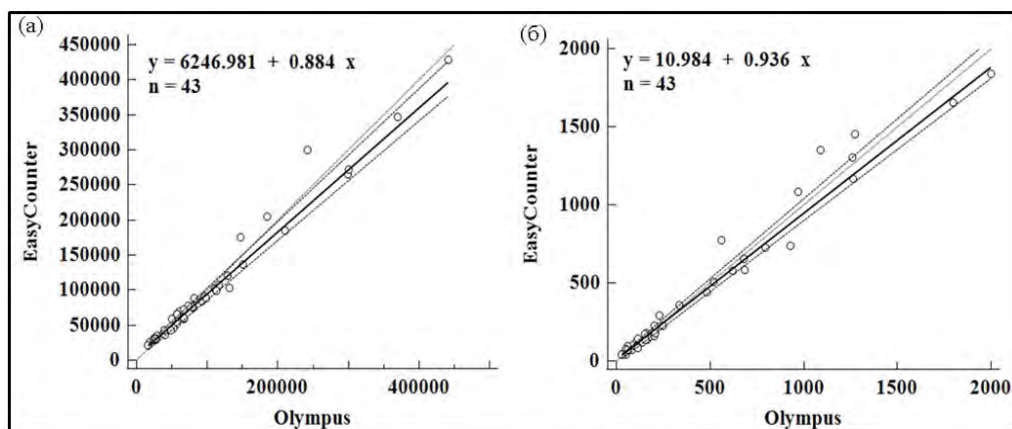 (а)
y = 6246.981 + 0.884 x
n = 43
EasyCounter
450000
400000
350000
300000
250000
200000
150000
100000
50000
0
0 200000 400000
Olympus
(б)
y = 10.984 + 0.936 x
n = 43
EasyCounter
2000
1500
1000
500
0
0 500 1000 1500 2000
Olympus